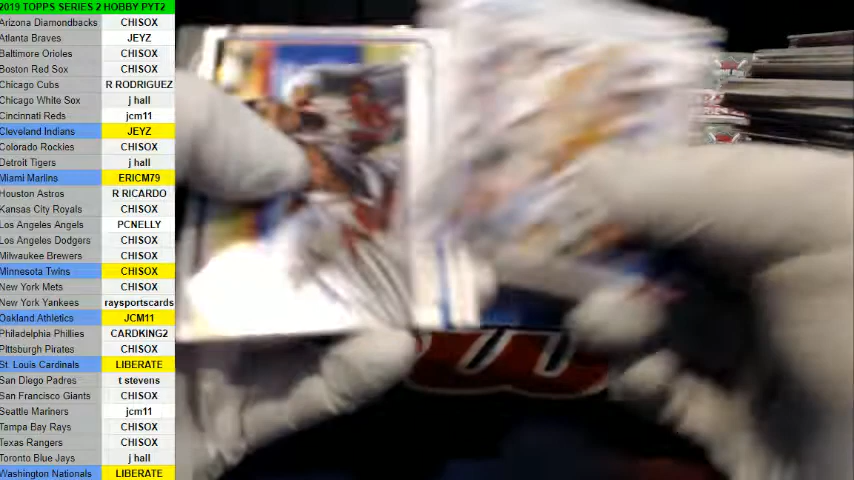 2019 TOPPS SERIES 2 HOBBY PYT2
Arizona Diamondbacks CHISOX
Atlanta Braves JEYZ
Baltimore Orioles CHISOX
Boston Red Sox CHISOX
Chicago Cubs R RODRIGUEZ
Chicago White Sox j hall
Cincinnati Reds jcm11
Cleveland Indians JEYZ
Colorado Rockies CHISOX
Detroit Tigers j hall
Miami Marlins ERICM79
Houston Astros R RICARDO
Kansas City Royals CHISOX
Los Angeles Angels PCNELLY
Los Angeles Dodgers CHISOX
Milwaukee Brewers CHISOX
Minnesota Twins CHISOX
New York Mets CHISOX
New York Yankees raysportscards
Oakland Athletics JCM11
Philadelphia Phillies CARDKING2
Pittsburgh Pirates CHISOX
St. Louis Cardinals LIBERATE
San Diego Padres t stevens
San Francisco Giants CHISOX
Seattle Mariners jcm11
Tampa Bay Rays CHISOX
Texas Rangers CHISOX
Toronto Blue Jays j hall
Washington Nationals LIBERATE